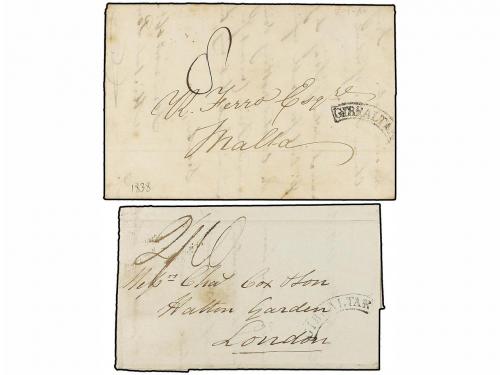 8
W. Ferro Esqre
Malta
GIBRALTAR
1838
2/10
Messrs Chas Cox & Son
Hatton Garden
London
GIBRALTAR